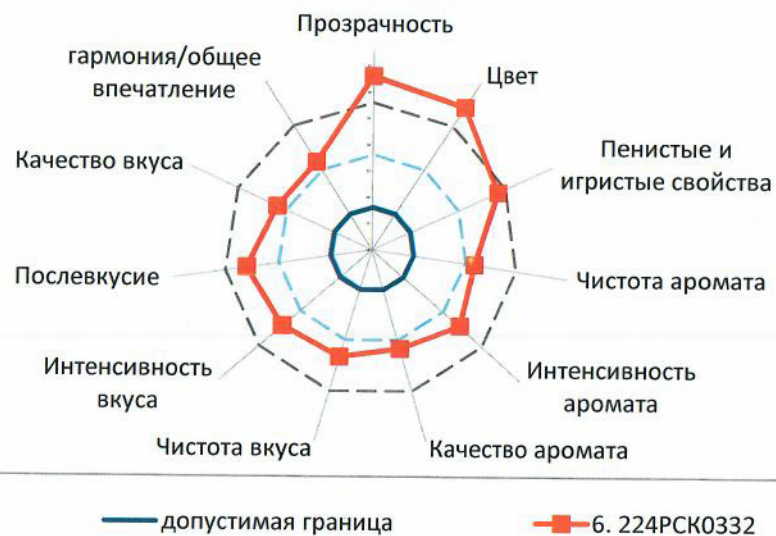 Прозрачность
Цвет
Пенистые и
игристые свойства
Чистота аромата
Интенсивность
аромата
Качество аромата
Чистота вкуса
Интенсивность
вкуса
Послевкусие
Качество вкуса
гармония/общее
впечатление
допустимая граница
6. 224РСК0332